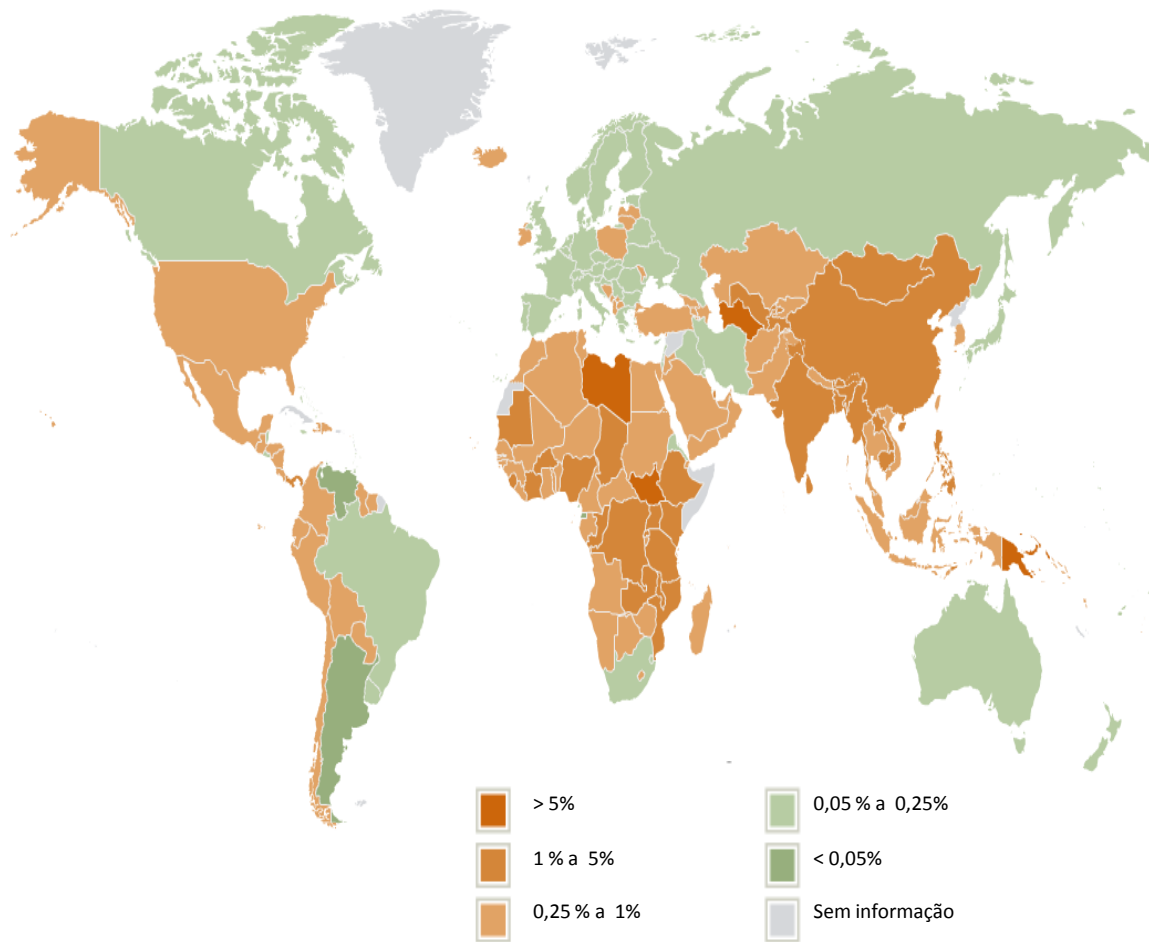 > 5%
1 % a 5%
0,25 % a 1%
0,05 % a 0,25%
< 0,05%
Sem informação